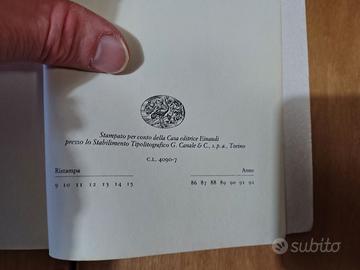 Stampato per conto della Casa editrice Einaudi
presso lo Stabilimento Tipolitografico G. Canale & C., s.p.a., Torino
C.L. 4090-7
Ristampa Anno
9 10 11 12 13 14 15 86 87 88 89 90 91 92
subito